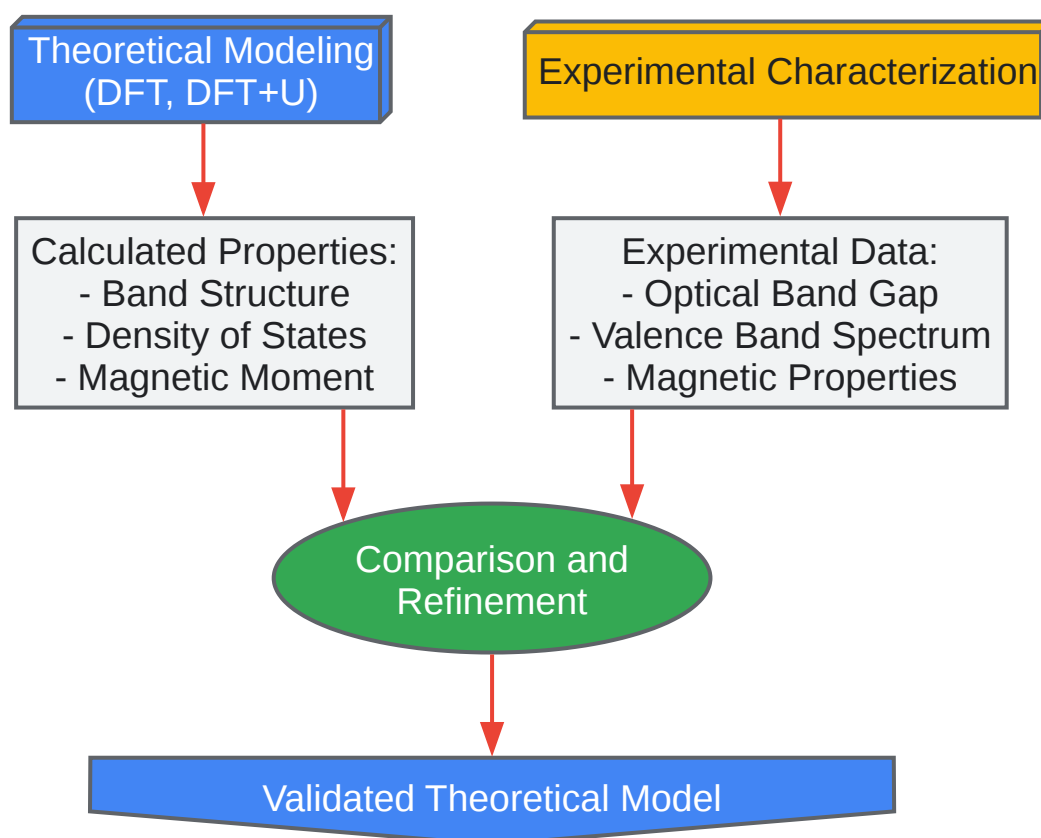 Theoretical Modeling
(DFT, DFT+U)
Experimental Characterization
Calculated Properties:
- Band Structure
- Density of States
- Magnetic Moment
Experimental Data:
- Optical Band Gap
- Valence Band Spectrum
- Magnetic Properties
Comparison and
Refinement
Validated Theoretical Model